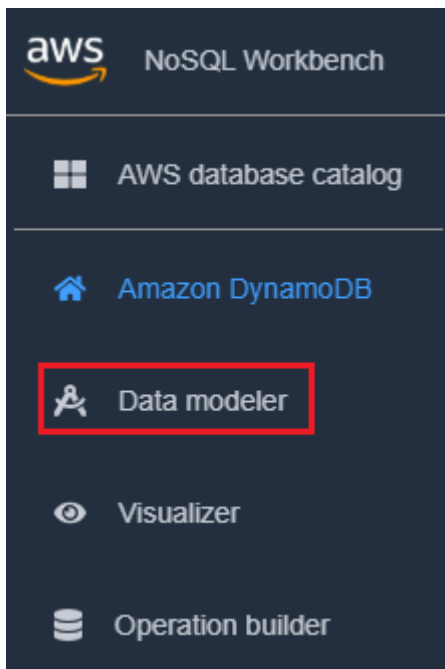 aws NoSQL Workbench
AWS database catalog
Amazon DynamoDB
Data modeler
Visualizer
Operation builder